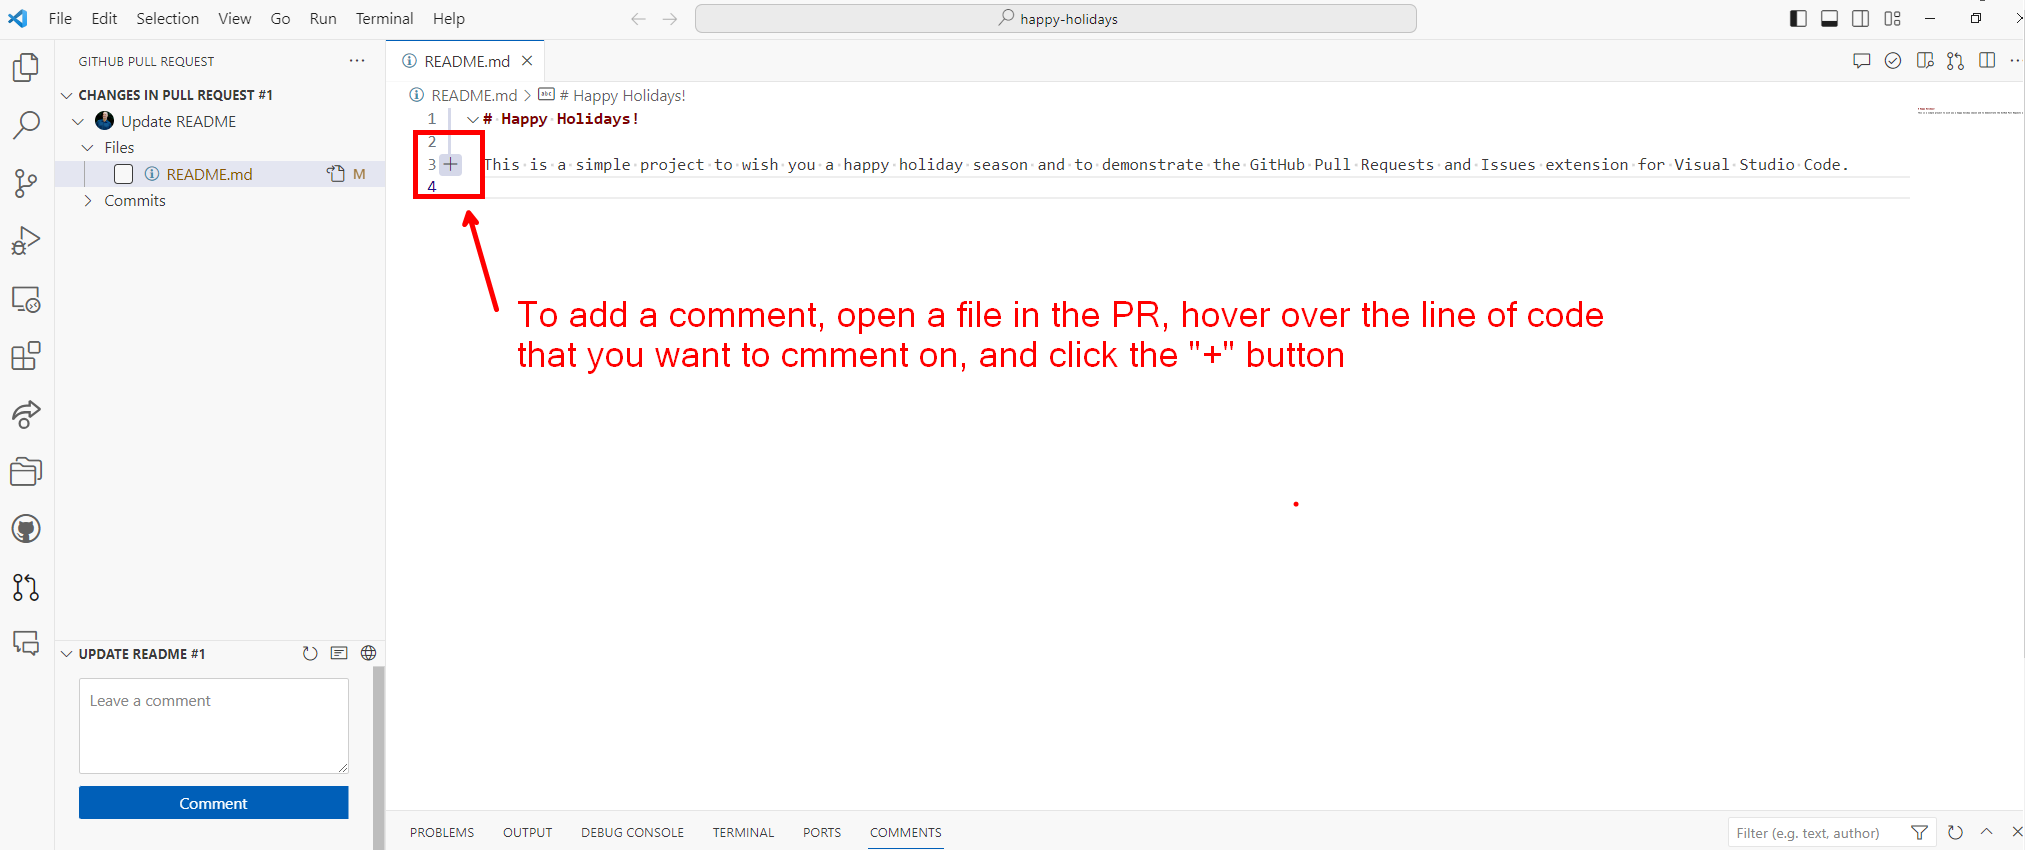 File Edit Selection View Go Run Terminal Help
happy-holidays
GITHUB PULL REQUEST
CHANGES IN PULL REQUEST #1
Update README
Files
README.md M
Commits
README.md
README.md > # Happy Holidays!
1 # Happy Holidays!
2
3 This is a simple project to wish you a happy holiday season and to demonstrate the GitHub Pull Requests and Issues extension for Visual Studio Code.
4
To add a comment, open a file in the PR, hover over the line of code
that you want to cmment on, and click the "+" button
UPDATE README #1
Leave a comment
Comment
PROBLEMS OUTPUT DEBUG CONSOLE TERMINAL PORTS COMMENTS
Filter (e.g. text, author)